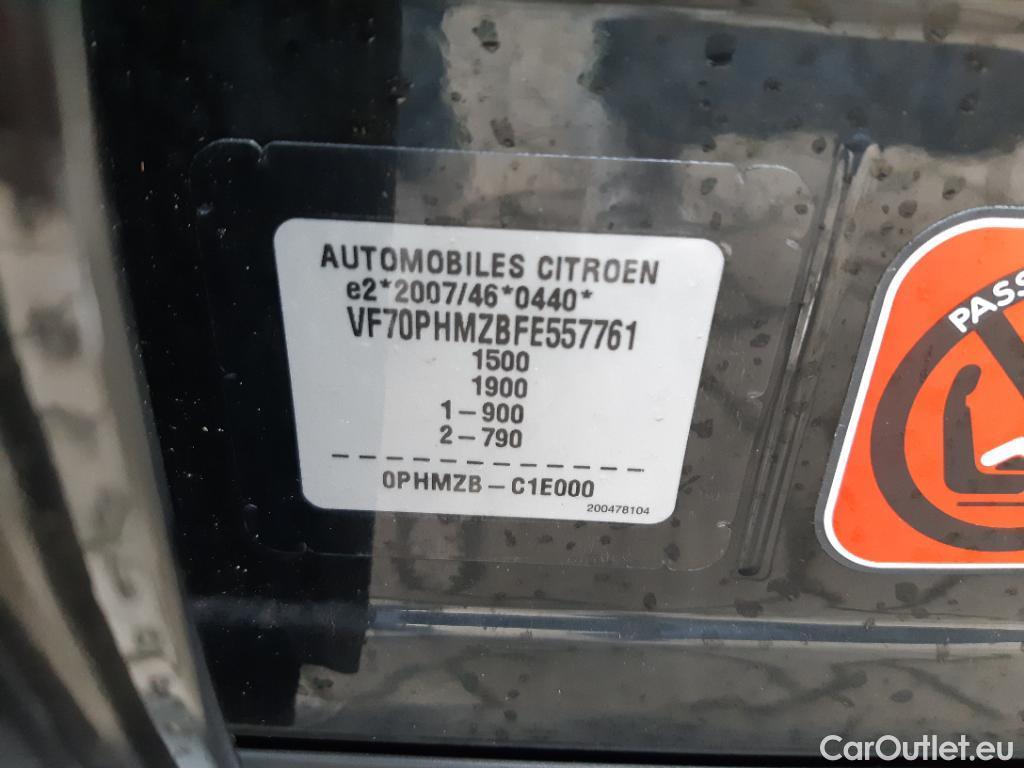 AUTOMOBILES CITROEN
e2*2007/46*0440*
VF70PHMZBFE557761
1500
1900
1-900
2-790
0PHMZB-C1E000
200478104
PASS
CarOutlet.eu